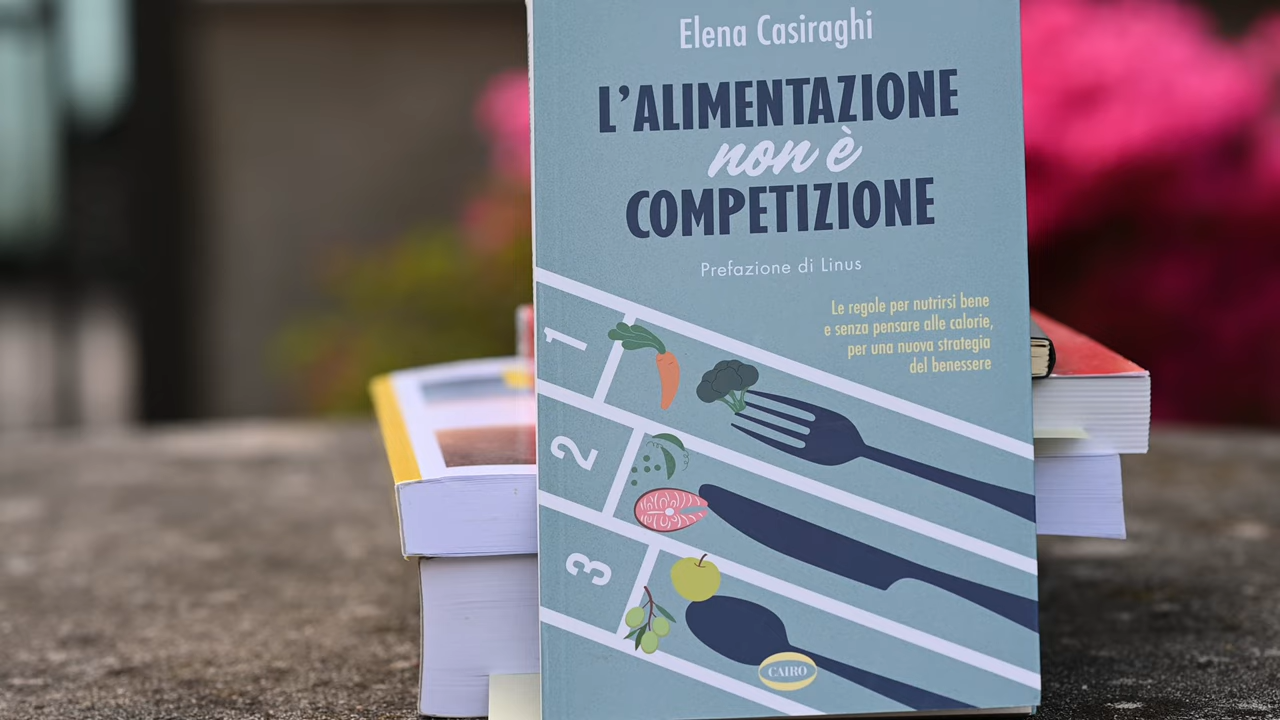 Elena Casiraghi
L'ALIMENTAZIONE
non è
COMPETIZIONE
Prefazione di Linus
Le regole per nutrirsi bene
e senza pensare alle calorie,
per una nuova strategia
del benessere
1
2
3
CAIRO